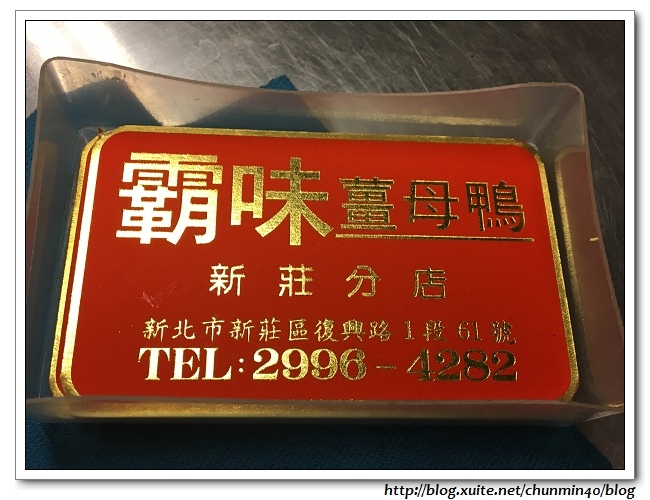 霸味薑母鴨
新莊分店
新北市新莊區復興路1段61號
TEL:2996-4282
http://blog.xuite.net/chunmin40/blog